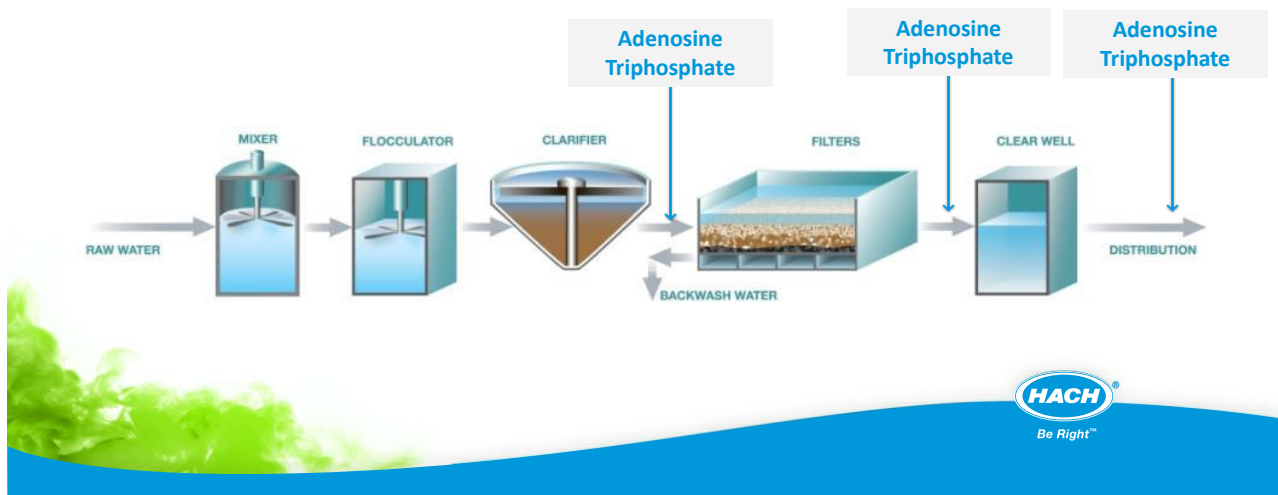 Adenosine
Triphosphate
Adenosine
Triphosphate
Adenosine
Triphosphate
MIXER
FLOCCULATOR
CLARIFIER
FILTERS
CLEAR WELL
RAW WATER
DISTRIBUTION
BACKWASH WATER
HACH®
Be Right™